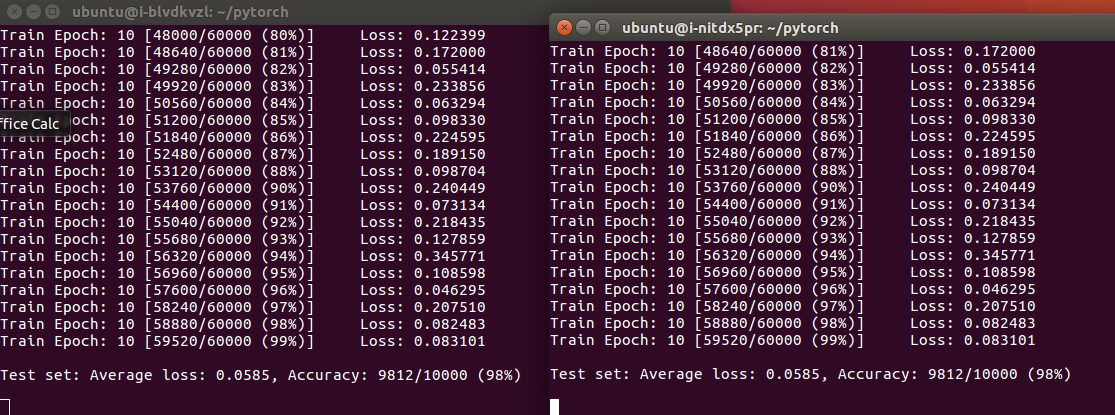 ubuntu@i-blvdkvzl: ~/pytorch
Train Epoch: 10 [48000/60000 (80%)] Loss: 0.122399
Train Epoch: 10 [48640/60000 (81%)] Loss: 0.172000
Train Epoch: 10 [49280/60000 (82%)] Loss: 0.055414
Train Epoch: 10 [49920/60000 (83%)] Loss: 0.233856
Train Epoch: 10 [50560/60000 (84%)] Loss: 0.063294
ffice Calc
poch: 10 [51200/60000 (85%)] Loss: 0.098330
Train Epoch: 10 [51840/60000 (86%)] Loss: 0.224595
Train Epoch: 10 [52480/60000 (87%)] Loss: 0.189150
Train Epoch: 10 [53120/60000 (88%)] Loss: 0.098704
Train Epoch: 10 [53760/60000 (90%)] Loss: 0.240449
Train Epoch: 10 [54400/60000 (91%)] Loss: 0.073134
Train Epoch: 10 [55040/60000 (92%)] Loss: 0.218435
Train Epoch: 10 [55680/60000 (93%)] Loss: 0.127859
Train Epoch: 10 [56320/60000 (94%)] Loss: 0.345771
Train Epoch: 10 [56960/60000 (95%)] Loss: 0.108598
Train Epoch: 10 [57600/60000 (96%)] Loss: 0.046295
Train Epoch: 10 [58240/60000 (97%)] Loss: 0.207510
Train Epoch: 10 [58880/60000 (98%)] Loss: 0.082483
Train Epoch: 10 [59520/60000 (99%)] Loss: 0.083101
Test set: Average loss: 0.0585, Accuracy: 9812/10000 (98%)
ubuntu@i-nitdx5pr: ~/pytorch
Train Epoch: 10 [48640/60000 (81%)] Loss: 0.172000
Train Epoch: 10 [49280/60000 (82%)] Loss: 0.055414
Train Epoch: 10 [49920/60000 (83%)] Loss: 0.233856
Train Epoch: 10 [50560/60000 (84%)] Loss: 0.063294
Train Epoch: 10 [51200/60000 (85%)] Loss: 0.098330
Train Epoch: 10 [51840/60000 (86%)] Loss: 0.224595
Train Epoch: 10 [52480/60000 (87%)] Loss: 0.189150
Train Epoch: 10 [53120/60000 (88%)] Loss: 0.098704
Train Epoch: 10 [53760/60000 (90%)] Loss: 0.240449
Train Epoch: 10 [54400/60000 (91%)] Loss: 0.073134
Train Epoch: 10 [55040/60000 (92%)] Loss: 0.218435
Train Epoch: 10 [55680/60000 (93%)] Loss: 0.127859
Train Epoch: 10 [56320/60000 (94%)] Loss: 0.345771
Train Epoch: 10 [56960/60000 (95%)] Loss: 0.108598
Train Epoch: 10 [57600/60000 (96%)] Loss: 0.046295
Train Epoch: 10 [58240/60000 (97%)] Loss: 0.207510
Train Epoch: 10 [58880/60000 (98%)] Loss: 0.082483
Train Epoch: 10 [59520/60000 (99%)] Loss: 0.083101
Test set: Average loss: 0.0585, Accuracy: 9812/10000 (98%)